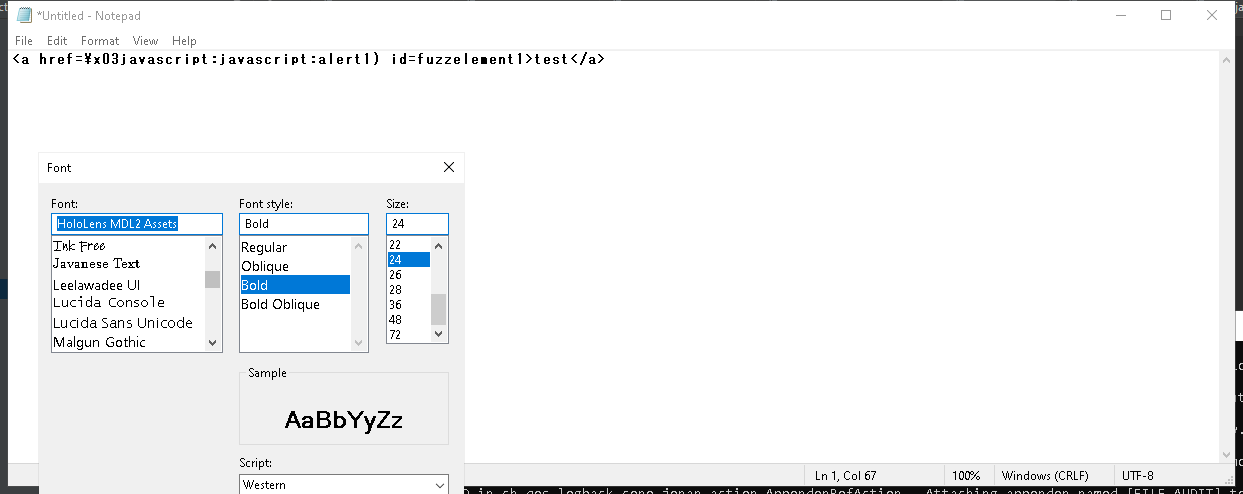 *Untitled - Notepad
File Edit Format View Help
<a href=¥x03javascript:javascript:alert1) id=fuzzelement1>test</a>
Font
Font: Font style: Size:
HoloLens MDL2 Assets Bold 24
Ink Free
Javanese Text
Leelawadee UI
Lucida Console
Lucida Sans Unicode
Malgun Gothic
Regular
Oblique
Bold
Bold Oblique
22
24
26
28
36
48
72
Sample
AaBbYyZz
Script:
Western
Ln 1, Col 67 100% Windows (CRLF) UTF-8